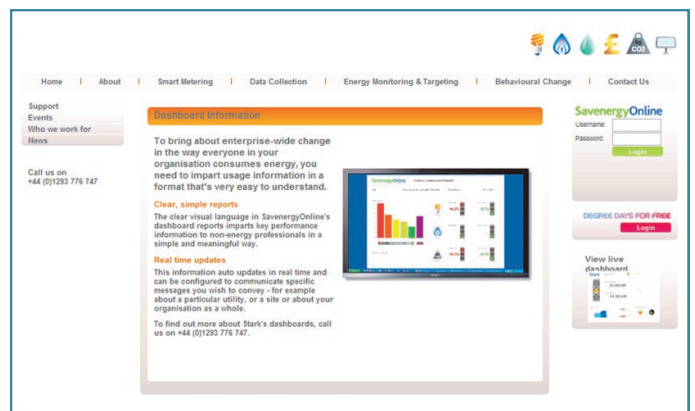 kg
CO2
Home | About | Smart Metering | Data Collection | Energy Monitoring & Targeting | Behavioural Change | Contact Us
Support
Events
Who we work for
News
Call us on
+44 (0)1293 776 747
Dashboard Information
To bring about enterprise-wide change
in the way everyone in your
organisation consumes energy, you
need to impart usage information in a
format that's very easy to understand.
Clear, simple reports
The clear visual language in SavenergyOnline's
dashboard reports imparts key performance
information to non-energy professionals in a
simple and meaningful way.
Real time updates
This information auto updates in real time and
can be configured to communicate specific
messages you wish to convey - for example
about a particular utility, or a site or about your
organisation as a whole.
To find out more about Stark's dashboards, call
us on +44 (0)1293 776 747.
SavenergyOnline
SavenergyOnline
Username:
Password:
Login
DEGREE DAYS FOR FREE
Login
View live
dashboard
Stark